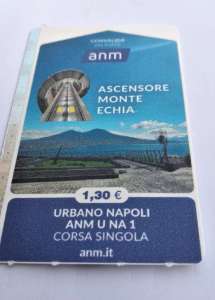 anm
ASCENSORE
MONTE
ECHIA
1,30 €
URBANO NAPOLI
ANM U NA 1
CORSA SINGOLA
anm.it